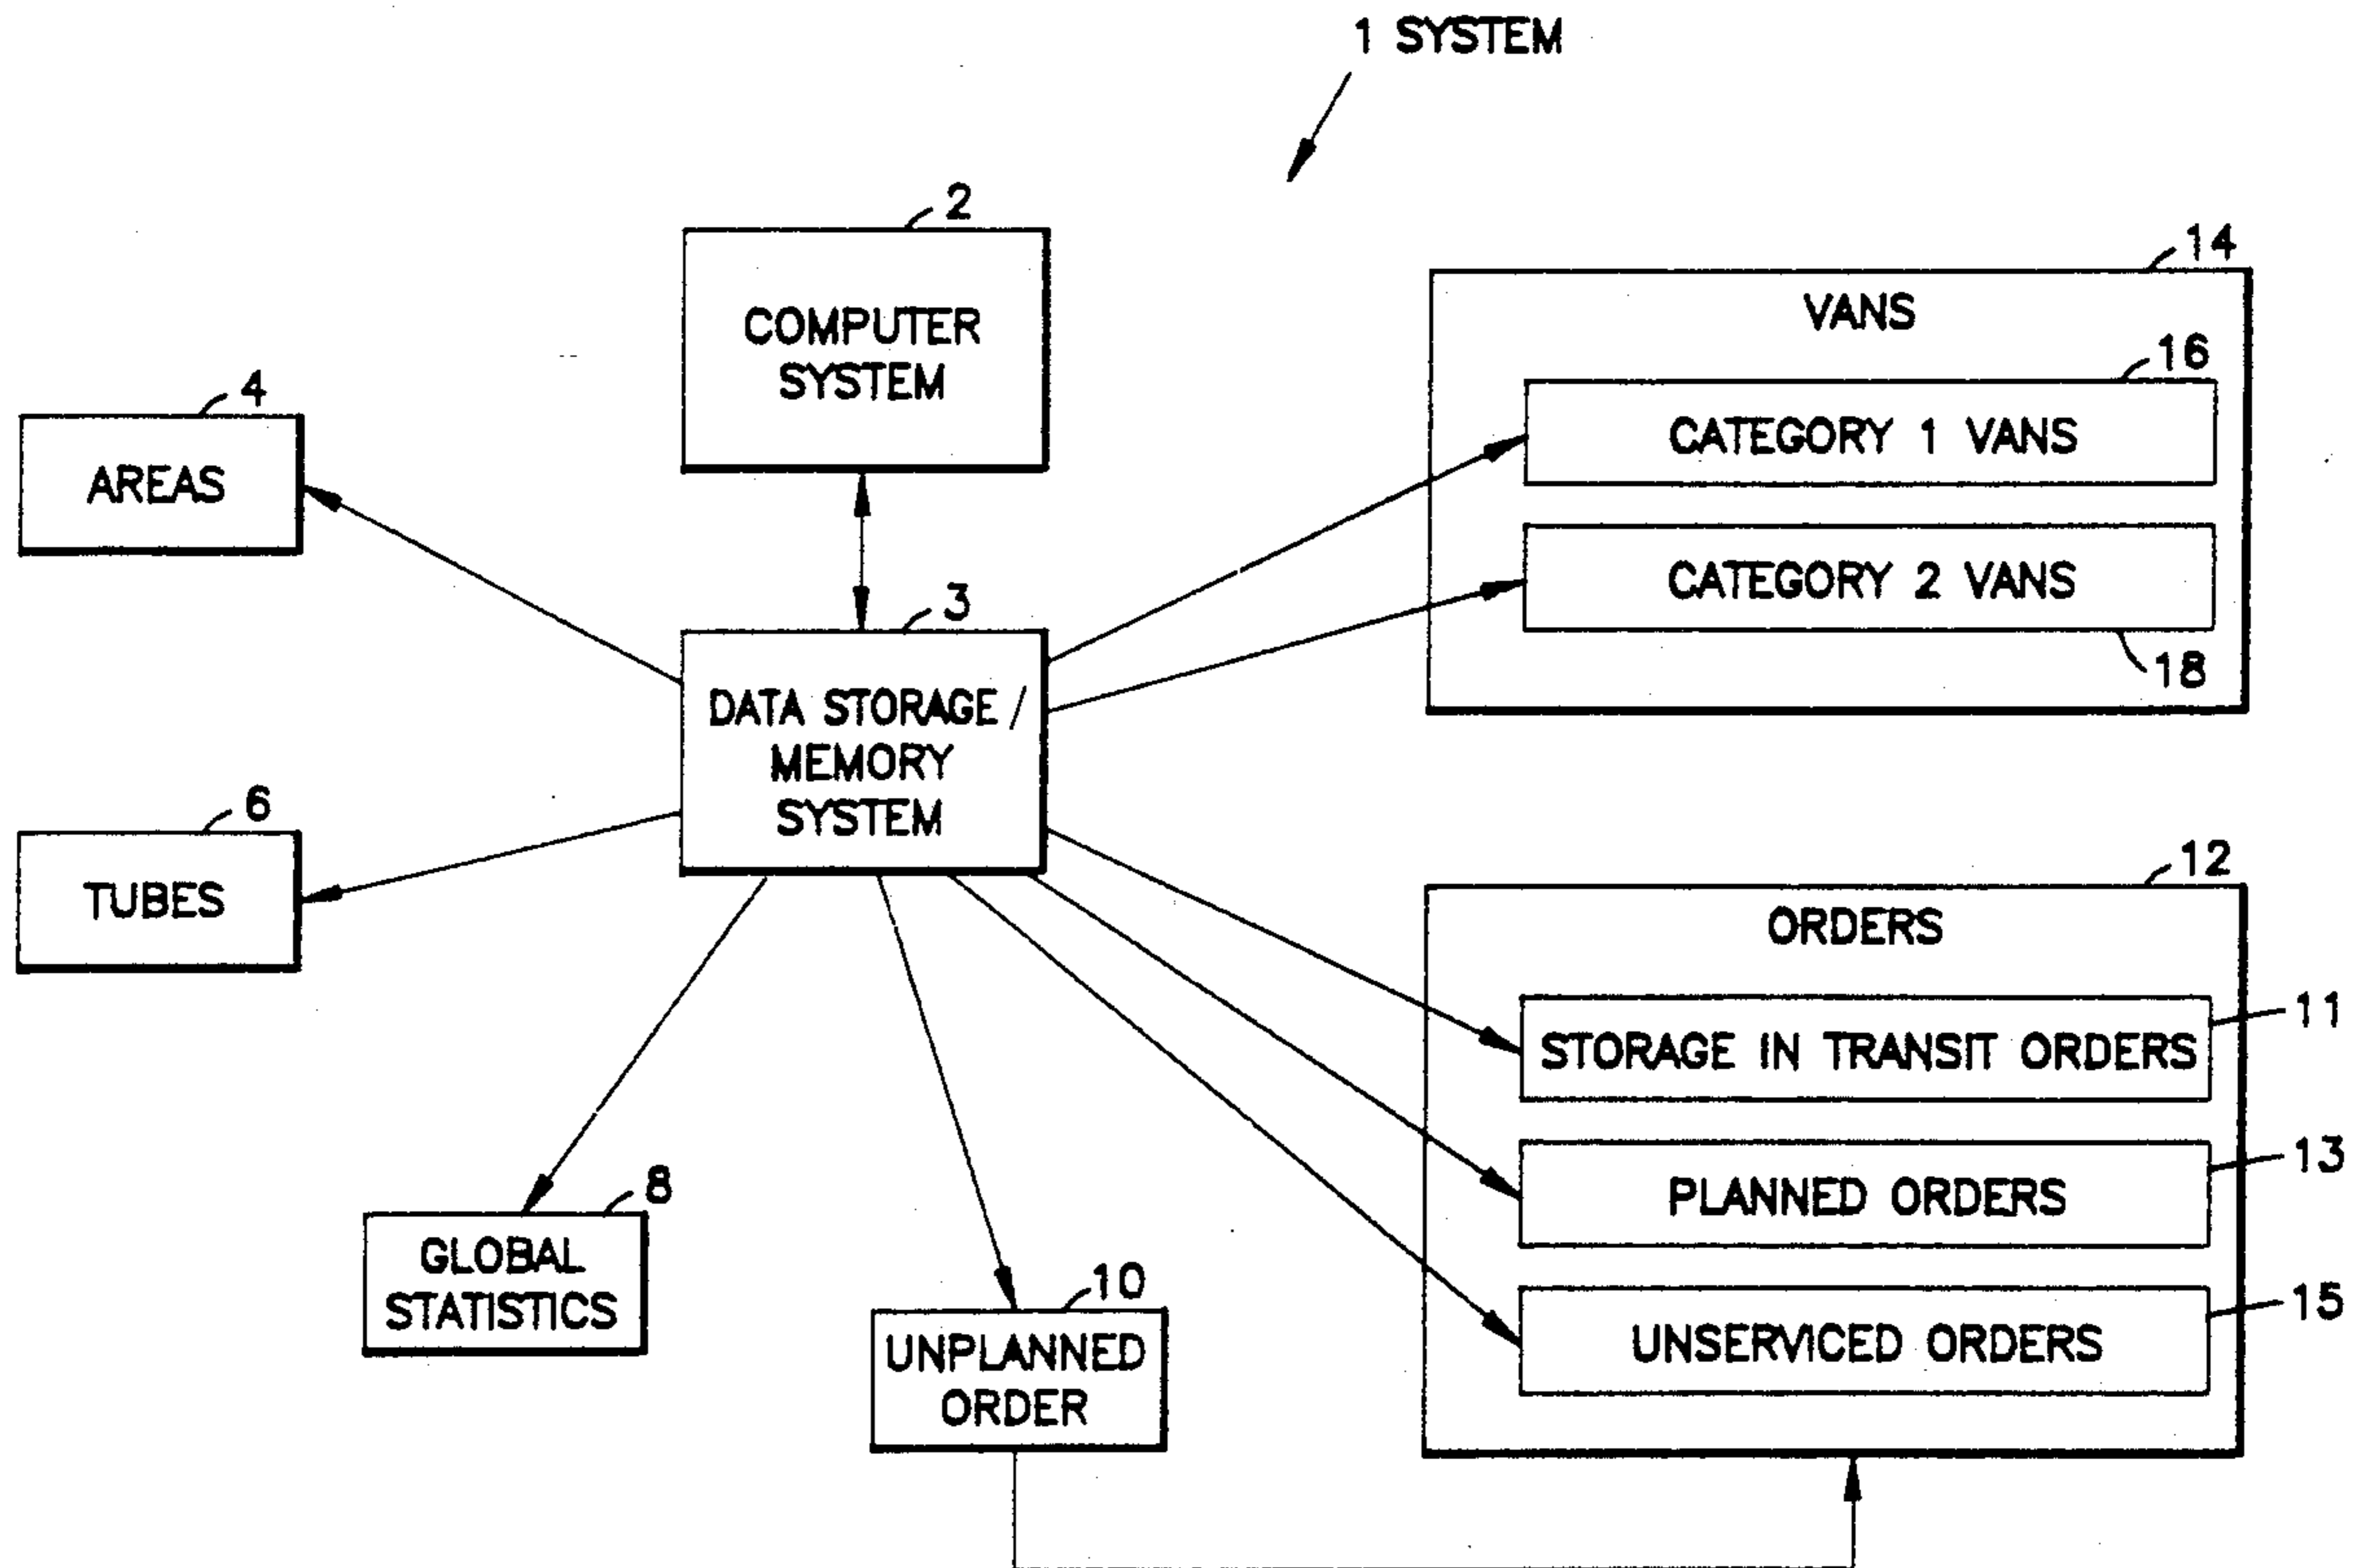 1 SYSTEM
2
COMPUTER
SYSTEM
14
VANS
16
CATEGORY 1 VANS
CATEGORY 2 VANS
18
4
AREAS
3
DATA STORAGE/
MEMORY
SYSTEM
6
TUBES
12
ORDERS
11
STORAGE IN TRANSIT ORDERS
13
PLANNED ORDERS
15
UNSERVICED ORDERS
8
GLOBAL
STATISTICS
10
UNPLANNED
ORDER